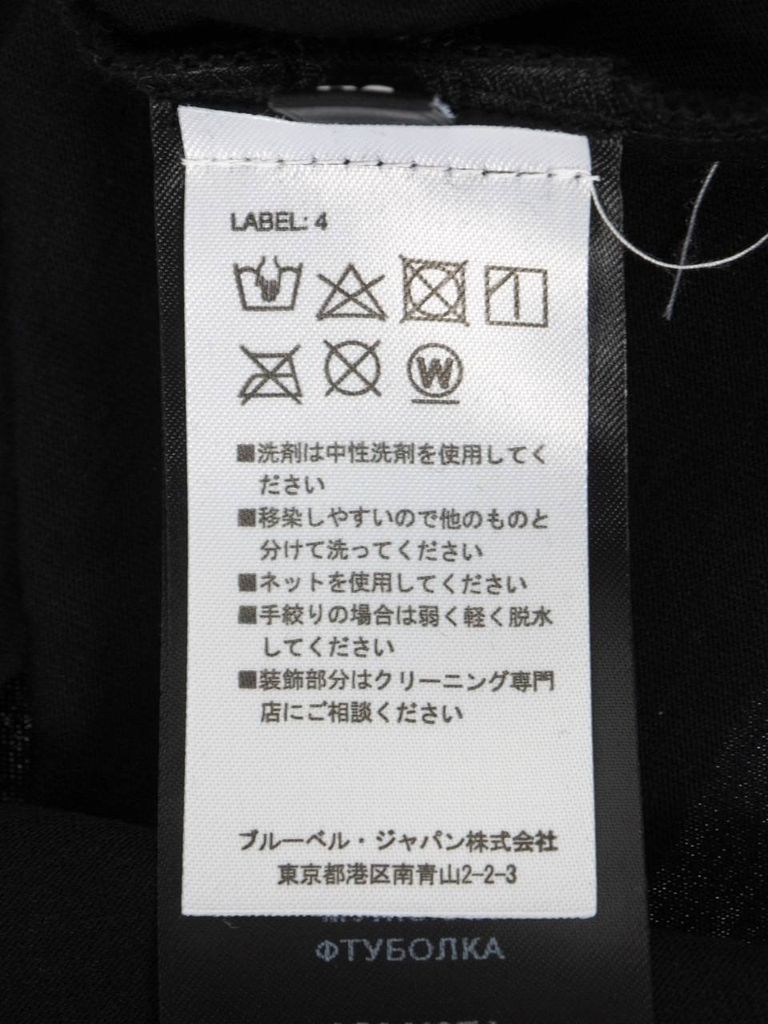 LABEL: 4
W
■洗剤は中性洗剤を使用してく
ださい
■移染しやすいので他のものと
分けて洗ってください
■ネットを使用してください
■手絞りの場合は弱く軽く脱水
してください
■装飾部分はクリーニング専門
店にご相談ください
ブルーベル・ジャパン株式会社
東京都港区南青山2-2-3
ФТУБОЛКА